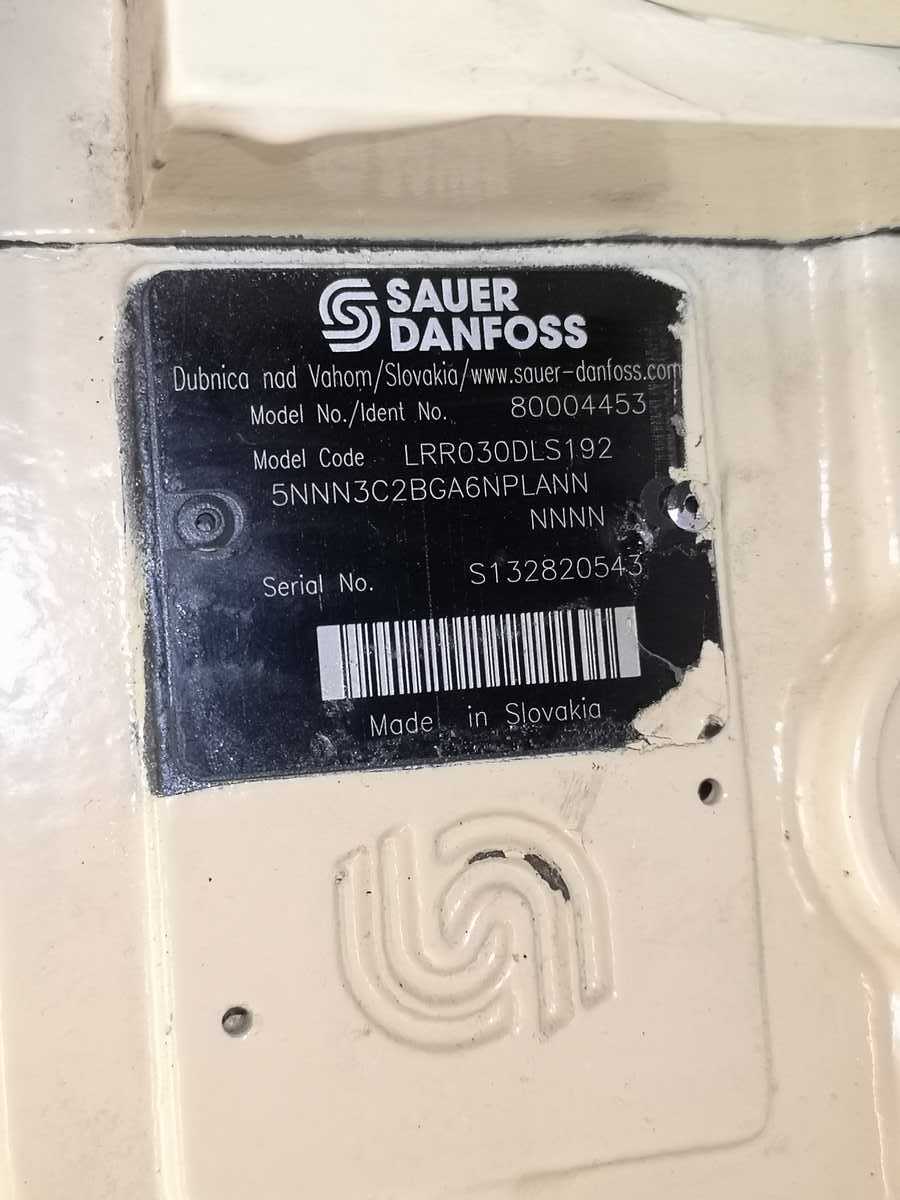 SAUER
DANFOSS
Dubnica nad Vahom/Slovakia/www.sauer-danfoss.com
Model No./Ident No. 80004453
Model Code LRR030DLS192
5NNN3C2BGA6NPLANN
NNNN
Serial No. S132820543
Made in Slovakia